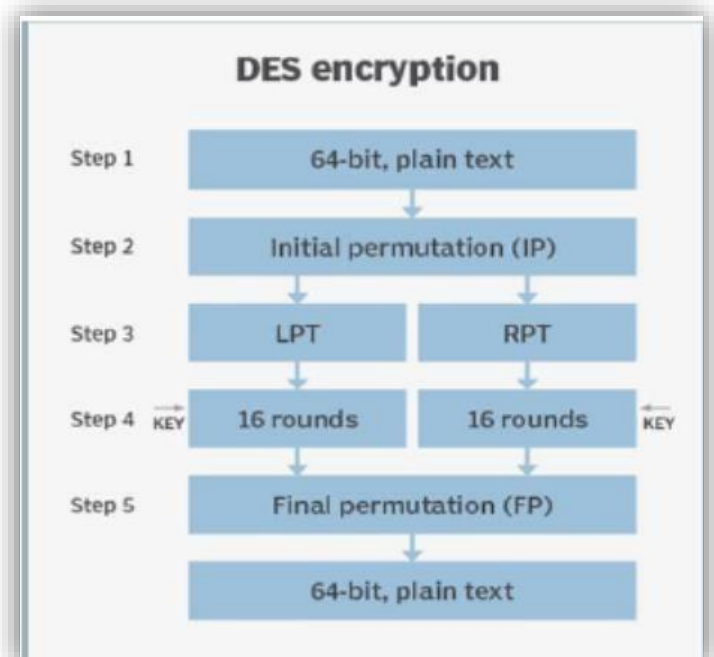 DES encryption
Step 1 64-bit, plain text
Step 2 Initial permutation (IP)
Step 3 LPT RPT
Step 4 KEY 16 rounds 16 rounds KEY
Step 5 Final permutation (FP)
64-bit, plain text